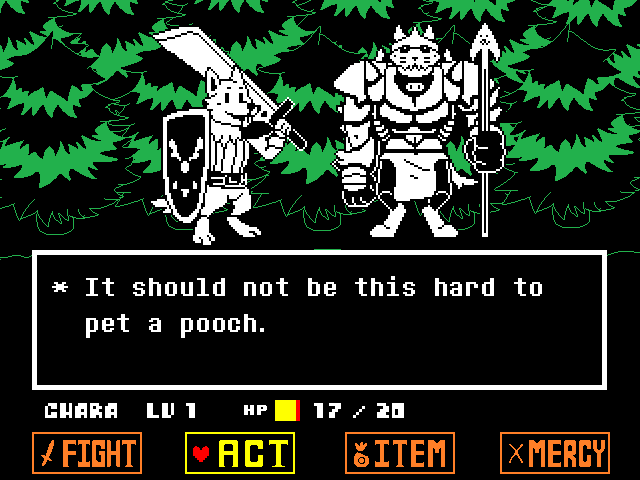 * It should not be this hard to
pet a pooch.
CHARA LV 1 HP 17 / 20
FIGHT ACT ITEM MERCY